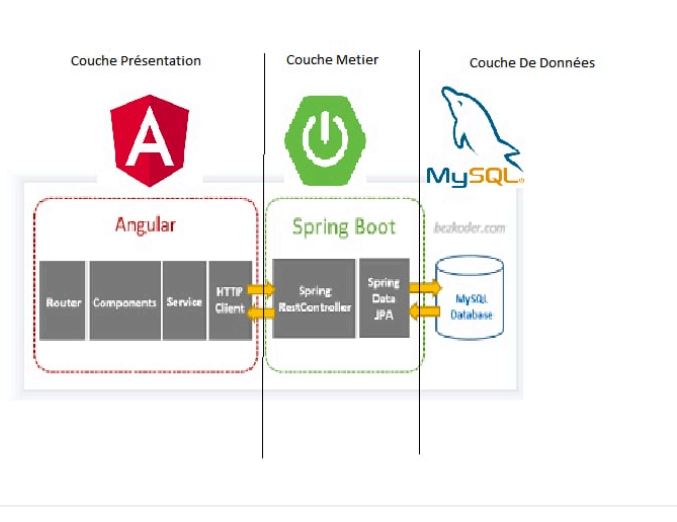 Couche Présentation
Couche Metier
Couche De Données
MySQL
Angular
Spring Boot
bezkoder.com
Router
Components
Service
HTTP
Client
Spring
RestController
Spring
Data
JPA
MySQL
Database